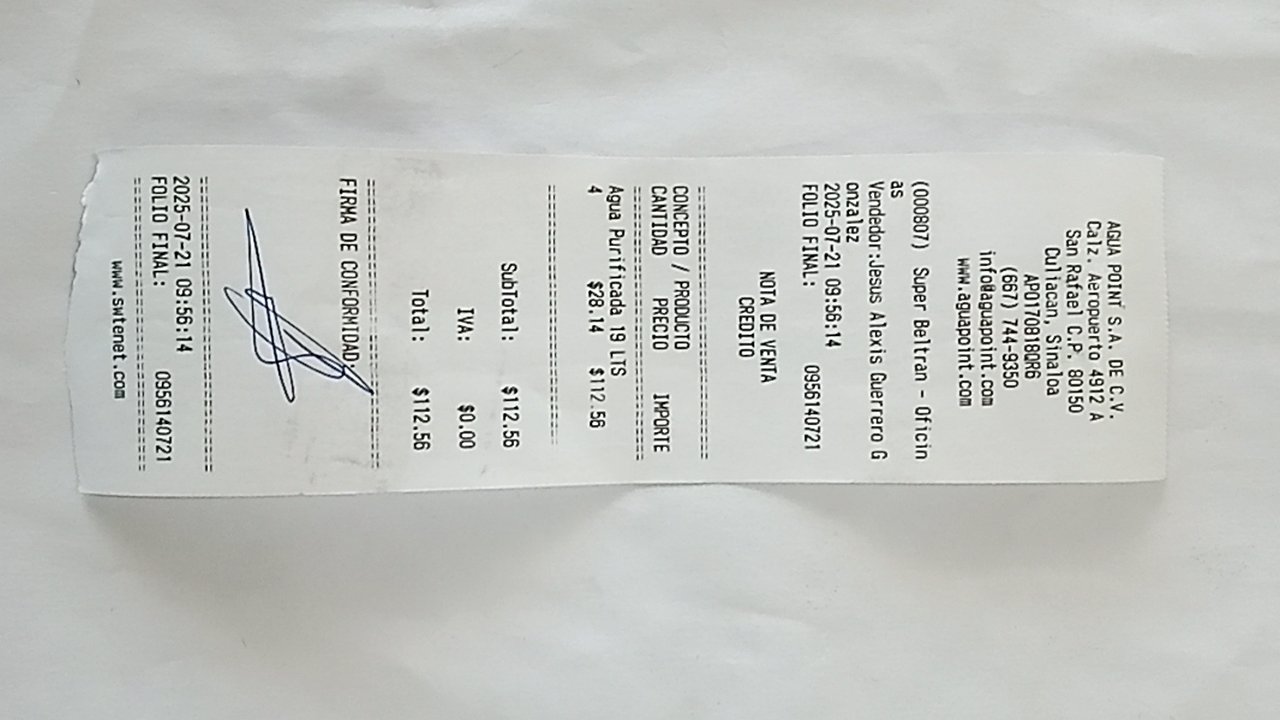 AGUA POINT S.A. DE C.V.
Calz. Aeropuerto 4912 A
San Rafael C.P. 80150
Culiacan, Sinaloa
APO170818QR6
(667) 744-9350
info@aguapoint.com
www.aguapoint.com
(000807) Super Beltran - Oficin
as
Vendedor:Jesus Alexis Guerrero G
onzalez
2025-07-21 09:56:14
FOLIO FINAL: 0956140721
NOTA DE VENTA
CREDITO
================================
CONCEPTO / PRODUCTO
CANTIDAD PRECIO IMPORTE
================================
Agua Purificada 19 LTS
4 $28.14 $112.56
================================
SubTotal: $112.56
IVA: $0.00
Total: $112.56
================================
FIRMA DE CONFORMIDAD:
================================
2025-07-21 09:56:14
FOLIO FINAL: 0956140721
================================
www.swtenet.com